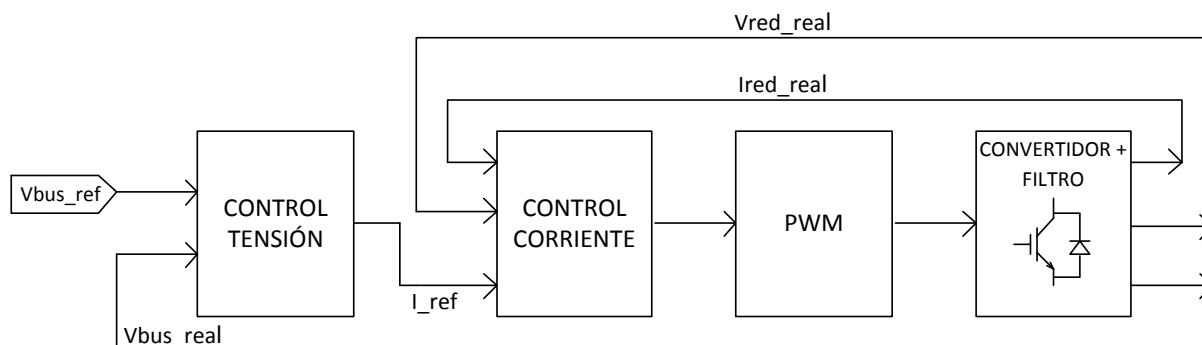 Vred_real
Ired_real
Vbus_ref
Vbus_real
CONTROL
TENSIÓN
I_ref
CONTROL
CORRIENTE
PWM
CONVERTIDOR +
FILTRO